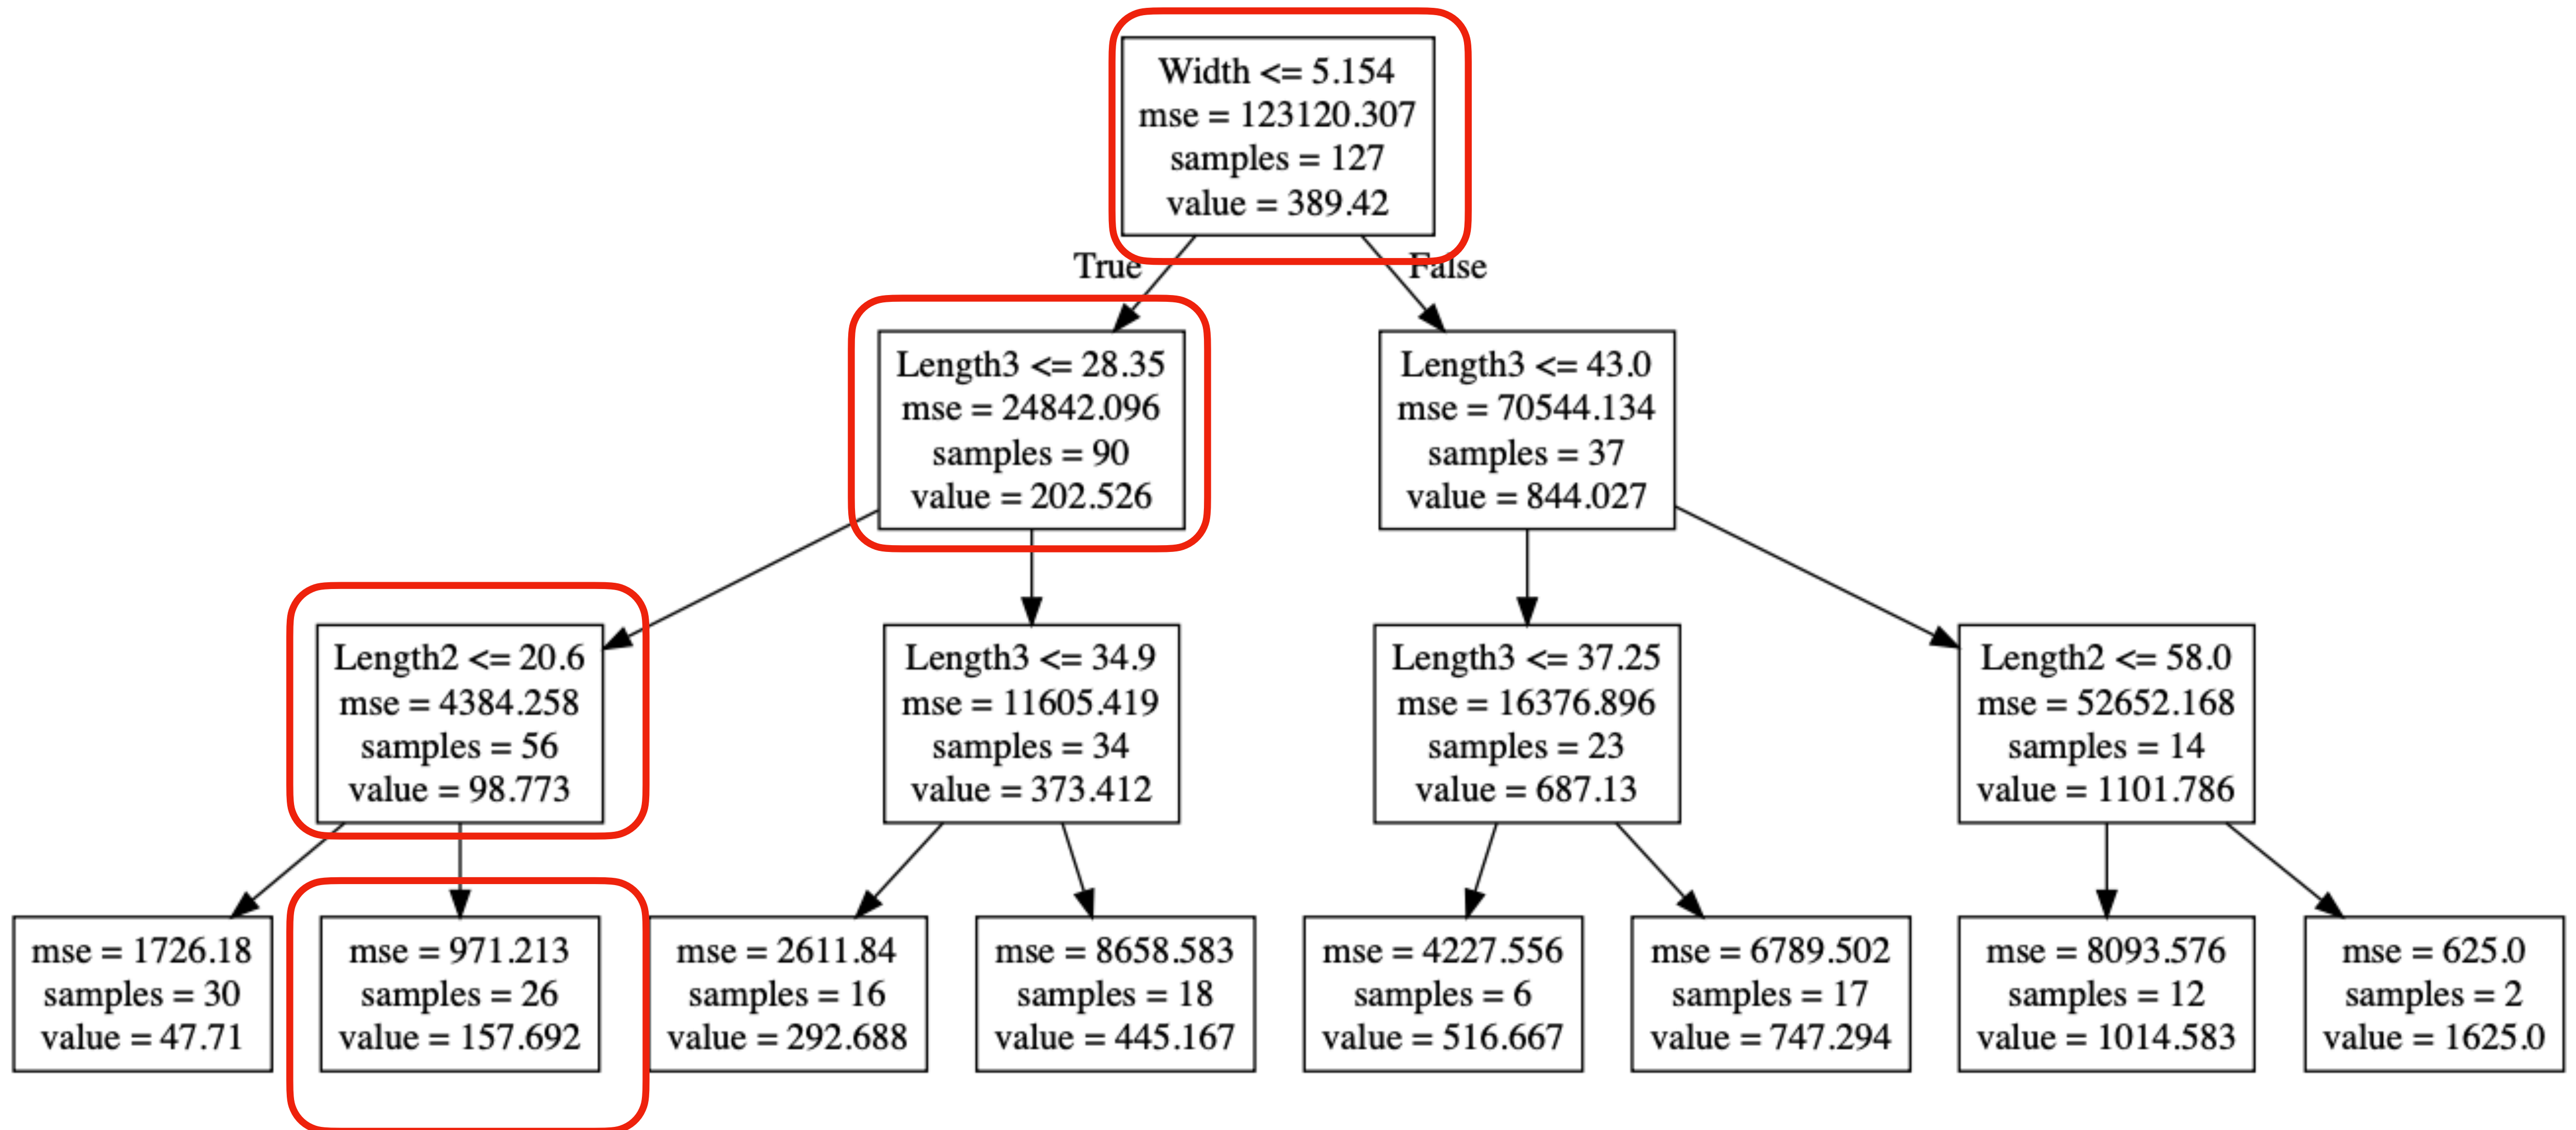 Width <= 5.154
mse = 123120.307
samples = 127
value = 389.42
True
False
Length3 <= 28.35
mse = 24842.096
samples = 90
value = 202.526
Length3 <= 43.0
mse = 70544.134
samples = 37
value = 844.027
Length2 <= 20.6
mse = 4384.258
samples = 56
value = 98.773
Length3 <= 34.9
mse = 11605.419
samples = 34
value = 373.412
Length3 <= 37.25
mse = 16376.896
samples = 23
value = 687.13
Length2 <= 58.0
mse = 52652.168
samples = 14
value = 1101.786
mse = 1726.18
samples = 30
value = 47.71
mse = 971.213
samples = 26
value = 157.692
mse = 2611.84
samples = 16
value = 292.688
mse = 8658.583
samples = 18
value = 445.167
mse = 4227.556
samples = 6
value = 516.667
mse = 6789.502
samples = 17
value = 747.294
mse = 8093.576
samples = 12
value = 1014.583
mse = 625.0
samples = 2
value = 1625.0